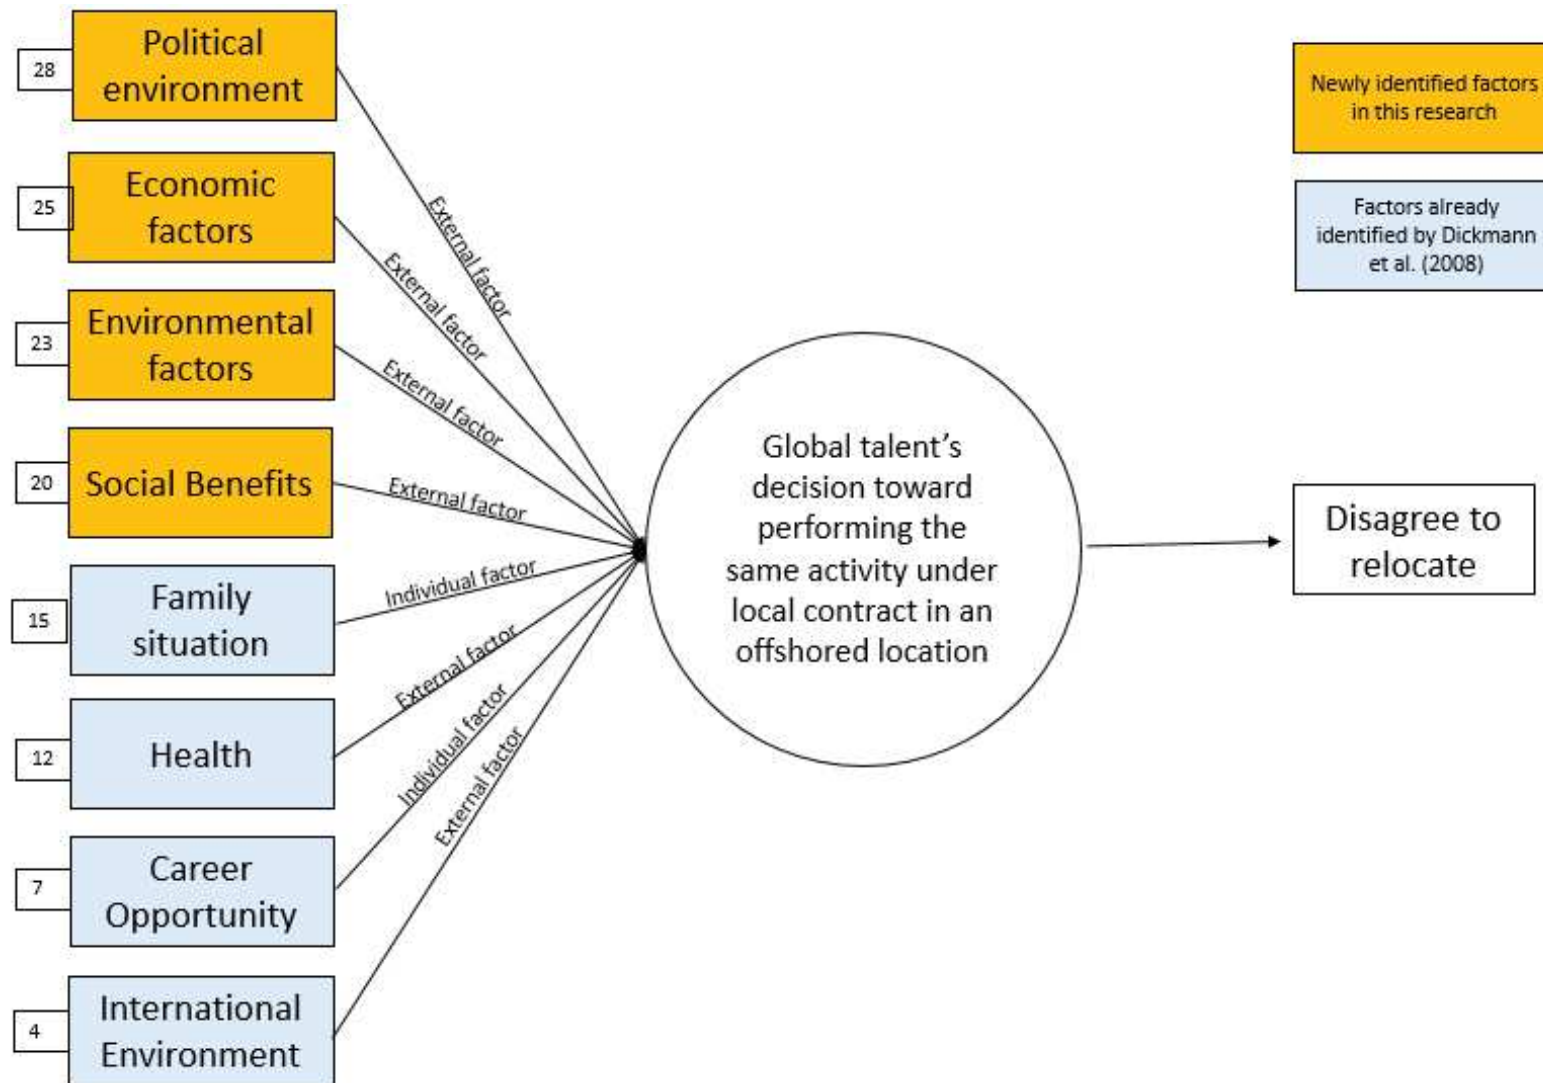 28
Political
environment
25
Economic
factors
23
Environmental
factors
20
Social Benefits
15
Family
situation
12
Health
7
Career
Opportunity
4
International
Environment
External factor
External factor
External factor
External factor
Individual factor
External factor
Individual factor
External factor
Global talent’s
decision toward
performing the
same activity under
local contract in an
offshored location
Disagree to
relocate
Newly identified factors
in this research
Factors already
identified by Dickmann
et al. (2008)